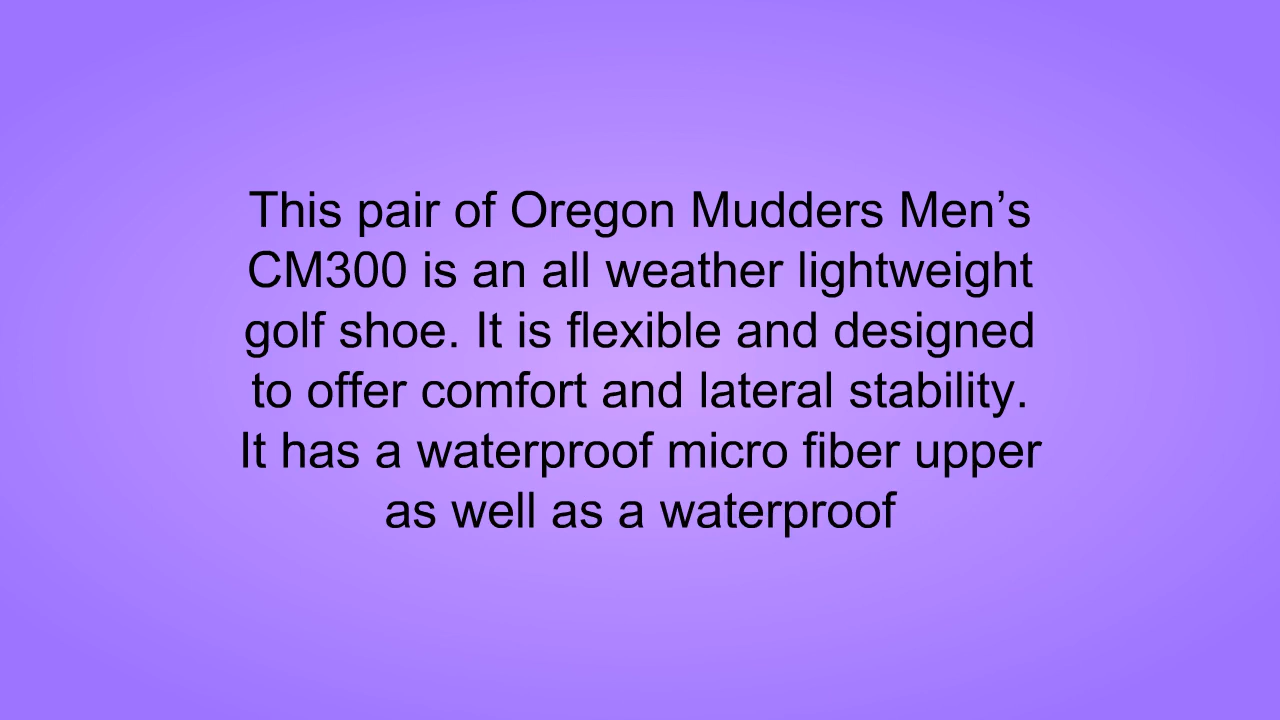 This pair of Oregon Mudders Men’s
CM300 is an all weather lightweight
golf shoe. It is flexible and designed
to offer comfort and lateral stability.
It has a waterproof micro fiber upper
as well as a waterproof